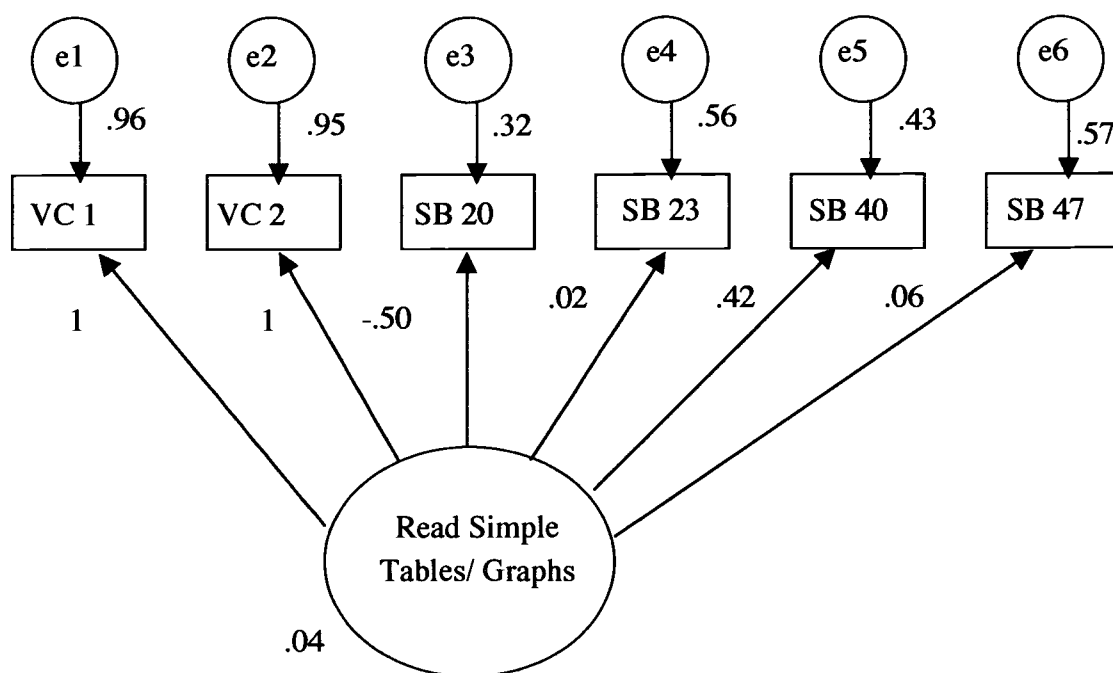 e1 e2 e3 e4 e5 e6
.96 .95 .32 .56 .43 .57
VC 1 VC 2 SB 20 SB 23 SB 40 SB 47
1 1 -.50 .02 .42 .06
Read Simple
Tables/ Graphs
.04